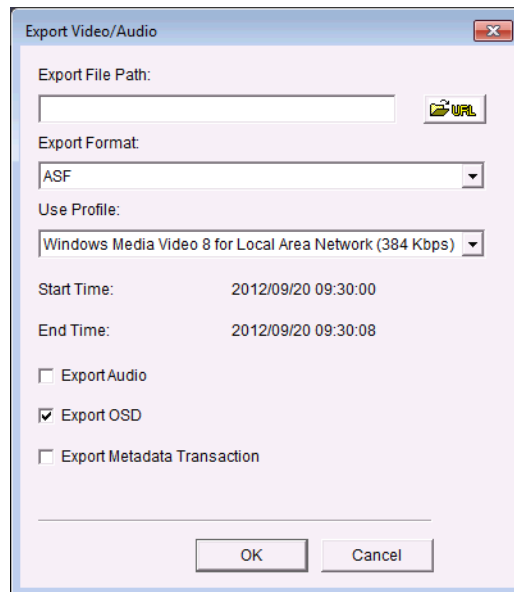 Export Video/Audio
Export File Path:
URL
Export Format:
ASF
Use Profile:
Windows Media Video 8 for Local Area Network (384 Kbps)
Start Time: 2012/09/20 09:30:00
End Time: 2012/09/20 09:30:08
Export Audio
Export OSD
Export Metadata Transaction
OK Cancel